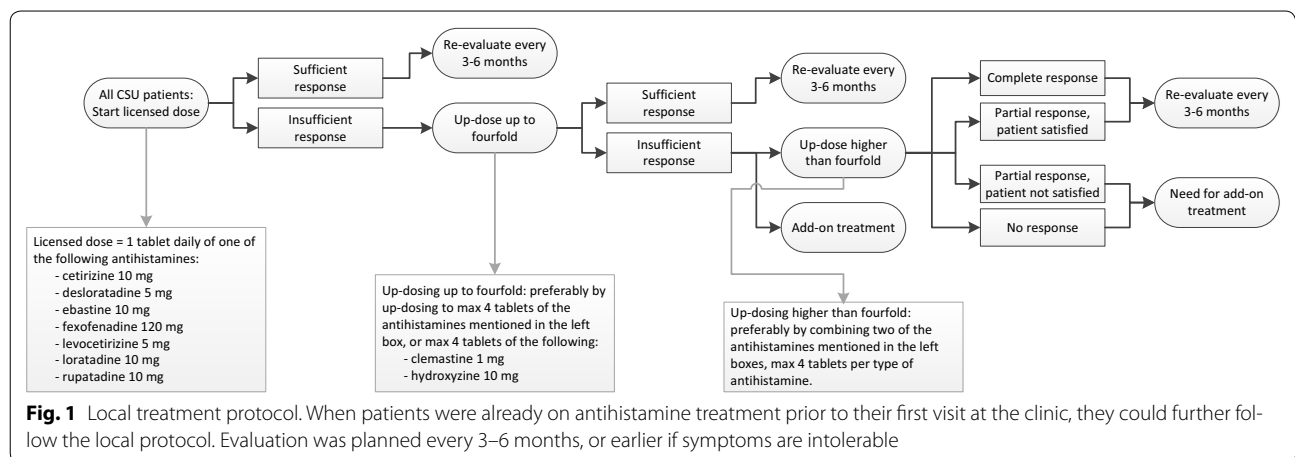 All CSU patients:
Start licensed dose
Sufficient
response
Insufficient
response
Re-evaluate every
3-6 months
Up-dose up to
fourfold
Sufficient
response
Insufficient
response
Re-evaluate every
3-6 months
Up-dose higher
than fourfold
Add-on treatment
Complete response
Partial response,
patient satisfied
Partial response,
patient not satisfied
No response
Re-evaluate every
3-6 months
Need for add-on
treatment
Licensed dose = 1 tablet daily of one of
the following antihistamines:
- cetirizine 10 mg
- desloratadine 5 mg
- ebastine 10 mg
- fexofenadine 120 mg
- levocetirizine 5 mg
- loratadine 10 mg
- rupatadine 10 mg
Up-dosing up to fourfold: preferably by
up-dosing to max 4 tablets of the
antihistamines mentioned in the left
box, or max 4 tablets of the following:
- clemastine 1 mg
- hydroxyzine 10 mg
Up-dosing higher than fourfold:
preferably by combining two of the
antihistamines mentioned in the left
boxes, max 4 tablets per type of
antihistamine.
Fig. 1 Local treatment protocol. When patients were already on antihistamine treatment prior to their first visit at the clinic, they could further fol-
low the local protocol. Evaluation was planned every 3–6 months, or earlier if symptoms are intolerable